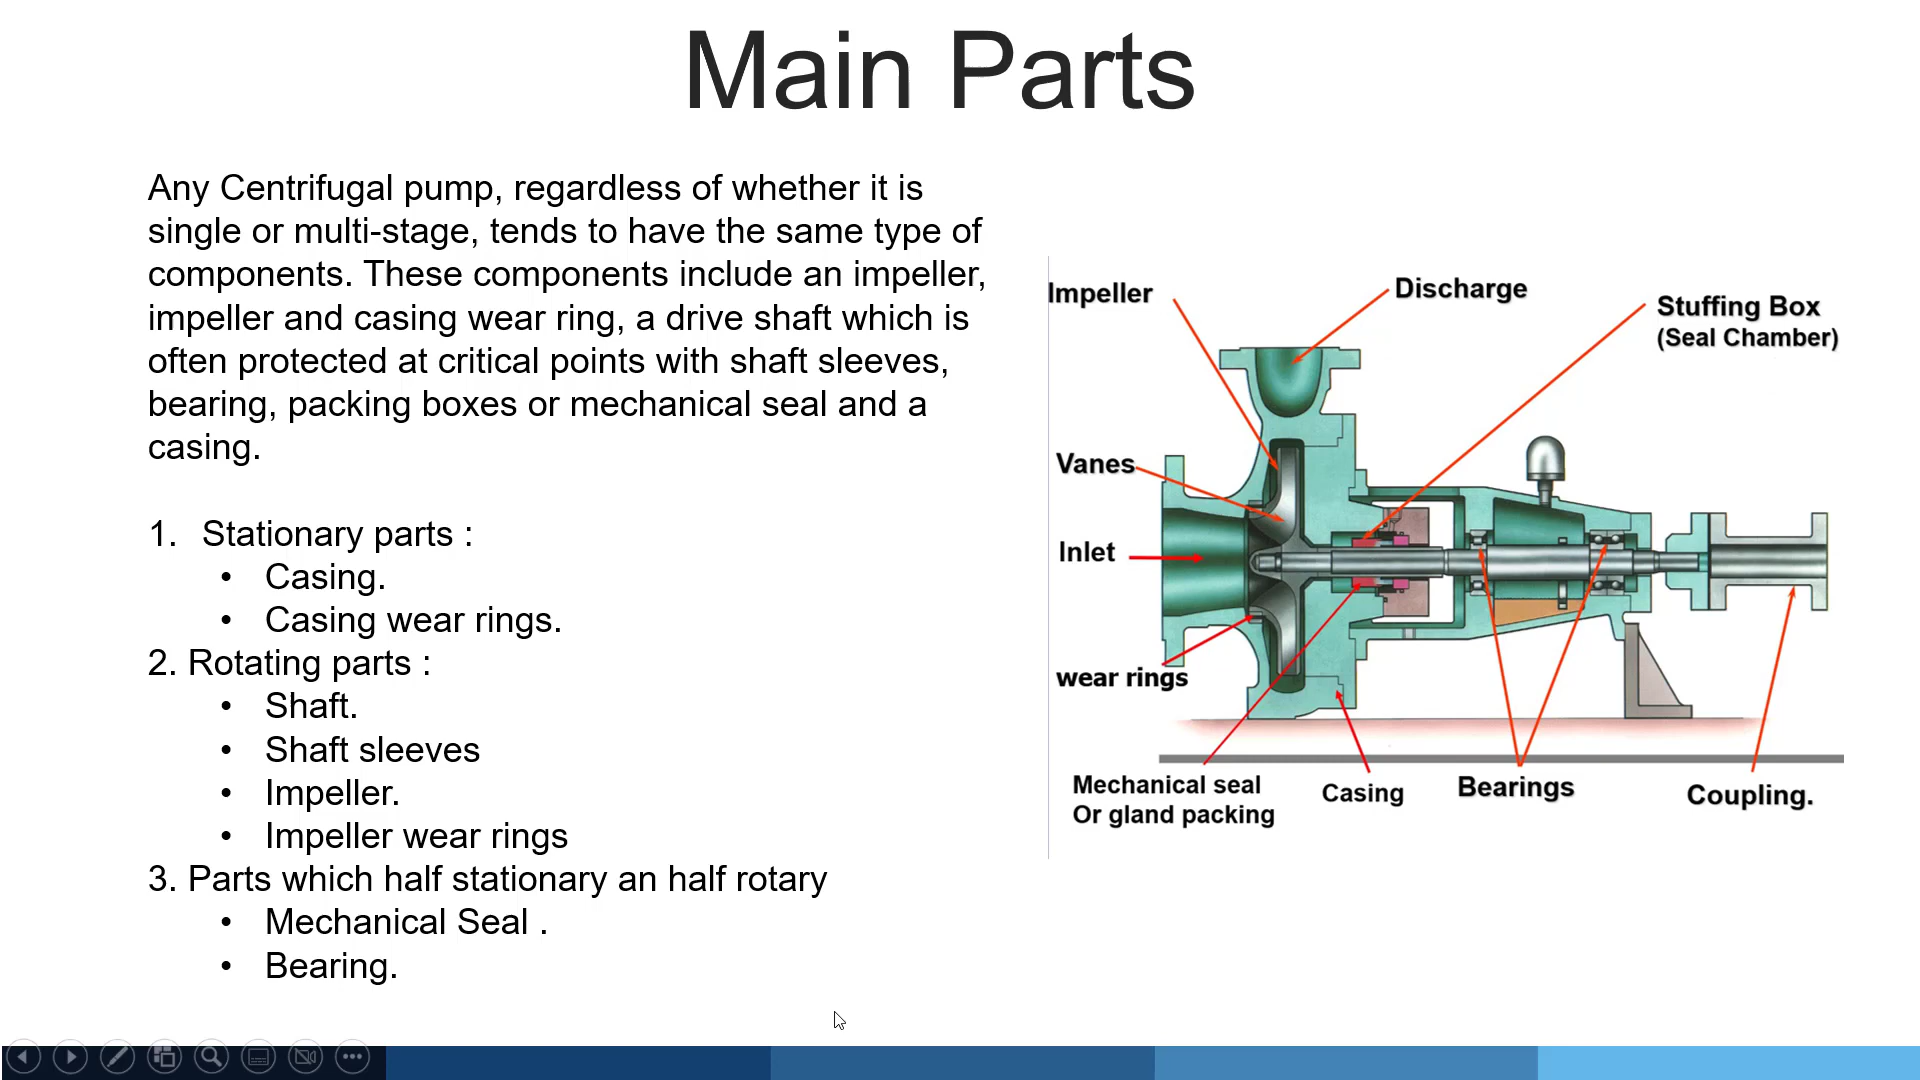 Main Parts
Any Centrifugal pump, regardless of whether it is
single or multi-stage, tends to have the same type of
components. These components include an impeller,
impeller and casing wear ring, a drive shaft which is
often protected at critical points with shaft sleeves,
bearing, packing boxes or mechanical seal and a
casing.
1. Stationary parts :
• Casing.
• Casing wear rings.
2. Rotating parts :
• Shaft.
• Shaft sleeves
• Impeller.
• Impeller wear rings
3. Parts which half stationary an half rotary
• Mechanical Seal .
• Bearing.
Impeller
Discharge
Stuffing Box
(Seal Chamber)
Vanes
Inlet
wear rings
Mechanical seal
Or gland packing
Casing
Bearings
Coupling.